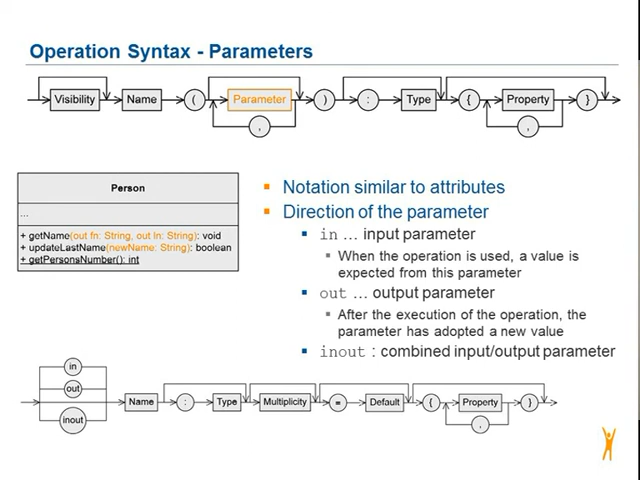 Operation Syntax - Parameters
Visibility Name ( Parameter ) : Type { Property }
, ,
Person
...
+ getName(out fn: String, out ln: String): void
+ updateLastName(newName: String): boolean
+ getPersonsNumber(): int
Notation similar to attributes
Direction of the parameter
in ... input parameter
When the operation is used, a value is
expected from this parameter
out ... output parameter
After the execution of the operation, the
parameter has adopted a new value
inout : combined input/output parameter
in
out
inout
Name : Type Multiplicity = Default { Property }
,